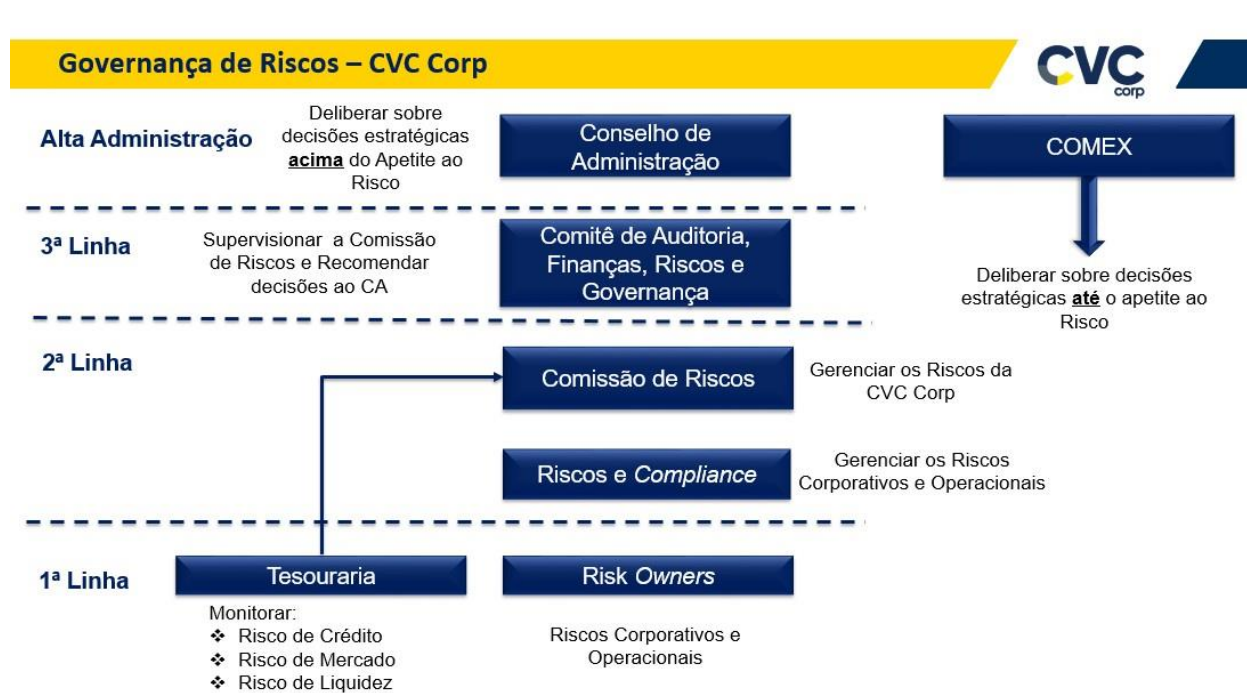 Governança de Riscos – CVC Corp
CVC
corp
Alta Administração
Deliberar sobre
decisões estratégicas
acima do Apetite ao
Risco
Conselho de
Administração
COMEX
3ª Linha
Supervisionar a Comissão
de Riscos e Recomendar
decisões ao CA
Comitê de Auditoria,
Finanças, Riscos e
Governança
Deliberar sobre decisões
estratégicas até o apetite ao
Risco
2ª Linha
Comissão de Riscos
Gerenciar os Riscos da
CVC Corp
Riscos e Compliance
Gerenciar os Riscos
Corporativos e Operacionais
1ª Linha
Tesouraria
Risk Owners
Monitorar:
❖ Risco de Crédito
❖ Risco de Mercado
❖ Risco de Liquidez
Riscos Corporativos e
Operacionais